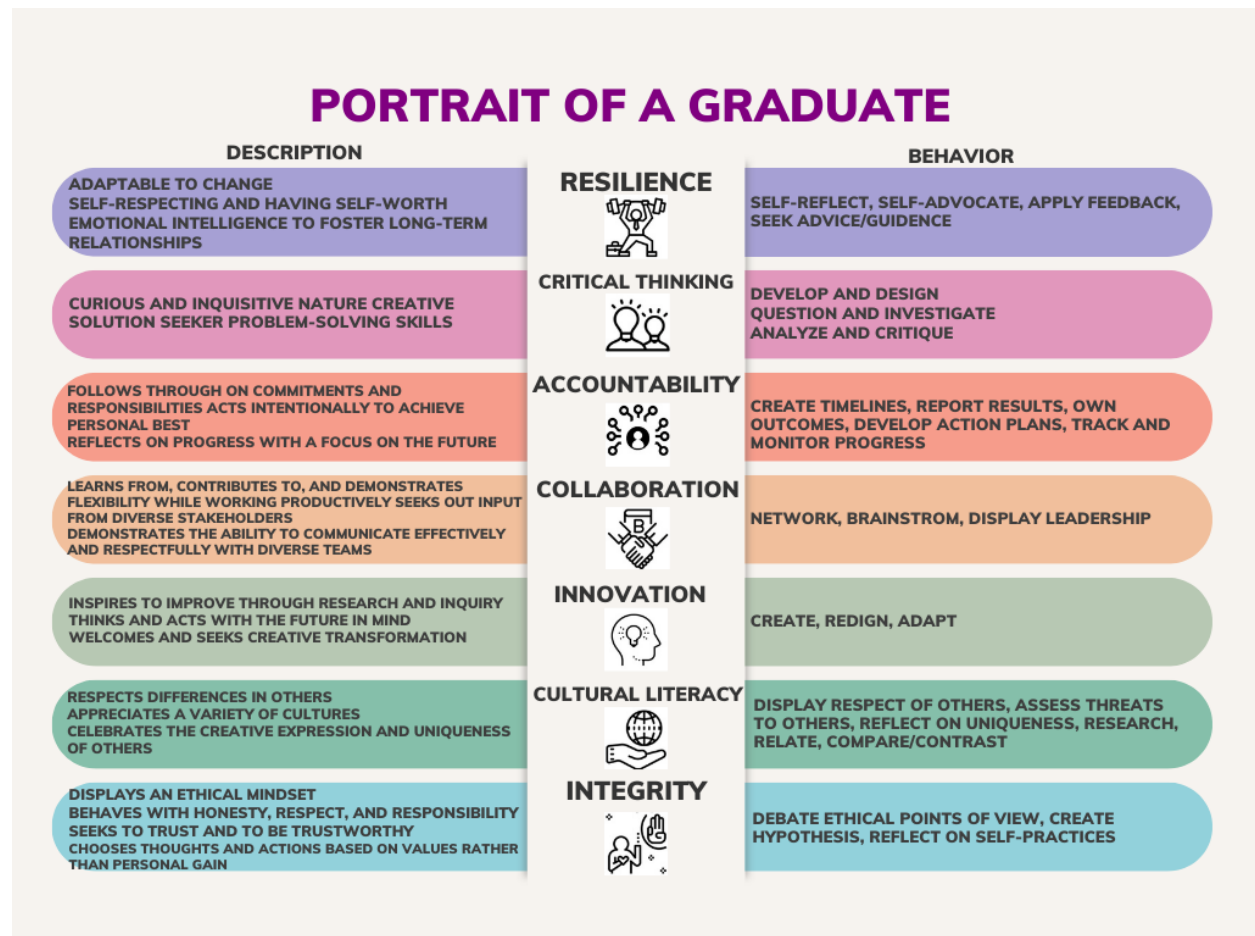 PORTRAIT OF A GRADUATE
DESCRIPTION
BEHAVIOR
ADAPTABLE TO CHANGE
SELF-RESPECTING AND HAVING SELF-WORTH
EMOTIONAL INTELLIGENCE TO FOSTER LONG-TERM
RELATIONSHIPS
RESILIENCE
SELF-REFLECT, SELF-ADVOCATE, APPLY FEEDBACK,
SEEK ADVICE/GUIDENCE
CURIOUS AND INQUISITIVE NATURE CREATIVE
SOLUTION SEEKER PROBLEM-SOLVING SKILLS
CRITICAL THINKING
DEVELOP AND DESIGN
QUESTION AND INVESTIGATE
ANALYZE AND CRITIQUE
FOLLOWS THROUGH ON COMMITMENTS AND
RESPONSIBILITIES ACTS INTENTIONALLY TO ACHIEVE
PERSONAL BEST
REFLECTS ON PROGRESS WITH A FOCUS ON THE FUTURE
ACCOUNTABILITY
CREATE TIMELINES, REPORT RESULTS, OWN
OUTCOMES, DEVELOP ACTION PLANS, TRACK AND
MONITOR PROGRESS
LEARNS FROM, CONTRIBUTES TO, AND DEMONSTRATES
FLEXIBILITY WHILE WORKING PRODUCTIVELY SEEKS OUT INPUT
FROM DIVERSE STAKEHOLDERS
DEMONSTRATES THE ABILITY TO COMMUNICATE EFFECTIVELY
AND RESPECTFULLY WITH DIVERSE TEAMS
COLLABORATION
B
NETWORK, BRAINSTROM, DISPLAY LEADERSHIP
INSPIRES TO IMPROVE THROUGH RESEARCH AND INQUIRY
THINKS AND ACTS WITH THE FUTURE IN MIND
WELCOMES AND SEEKS CREATIVE TRANSFORMATION
INNOVATION
CREATE, REDIGN, ADAPT
RESPECTS DIFFERENCES IN OTHERS
APPRECIATES A VARIETY OF CULTURES
CELEBRATES THE CREATIVE EXPRESSION AND UNIQUENESS
OF OTHERS
CULTURAL LITERACY
DISPLAY RESPECT OF OTHERS, ASSESS THREATS
TO OTHERS, REFLECT ON UNIQUENESS, RESEARCH,
RELATE, COMPARE/CONTRAST
DISPLAYS AN ETHICAL MINDSET
BEHAVES WITH HONESTY, RESPECT, AND RESPONSIBILITY
SEEKS TO TRUST AND TO BE TRUSTWORTHY
CHOOSES THOUGHTS AND ACTIONS BASED ON VALUES RATHER
THAN PERSONAL GAIN
INTEGRITY
DEBATE ETHICAL POINTS OF VIEW, CREATE
HYPOTHESIS, REFLECT ON SELF-PRACTICES